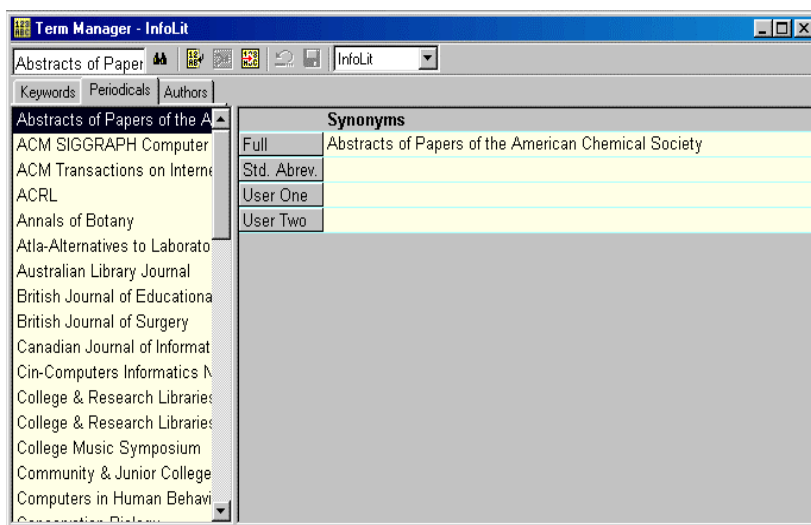 Term Manager - InfoLit
Abstracts of Paper InfoLit
Keywords Periodicals Authors
Abstracts of Papers of the A
ACM SIGGRAPH Computer
ACM Transactions on Interne
ACRL
Annals of Botany
Atla-Alternatives to Laborato
Australian Library Journal
British Journal of Educationa
British Journal of Surgery
Canadian Journal of Informat
Cin-Computers Informatics N
College & Research Libraries
College & Research Libraries
College Music Symposium
Community & Junior College
Computers in Human Behavi
Conservation Biology
Synonyms
Full Abstracts of Papers of the American Chemical Society
Std. Abrev.
User One
User Two